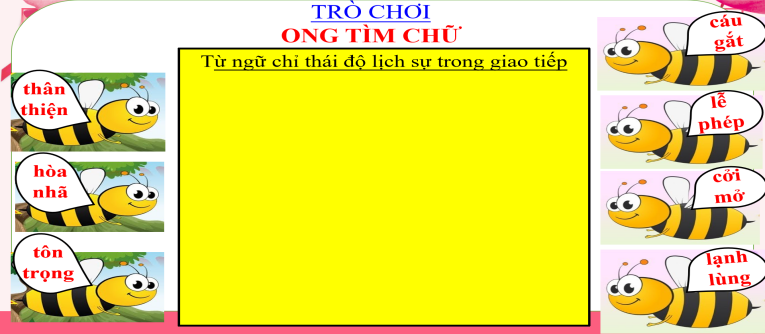 TRÒ CHƠI
ONG TÌM CHỮ
Từ ngữ chỉ thái độ lịch sự trong giao tiếp
thân
thiện
hòa
nhã
tôn
trọng
cáu
gắt
lễ
phép
cởi
mở
lạnh
lùng